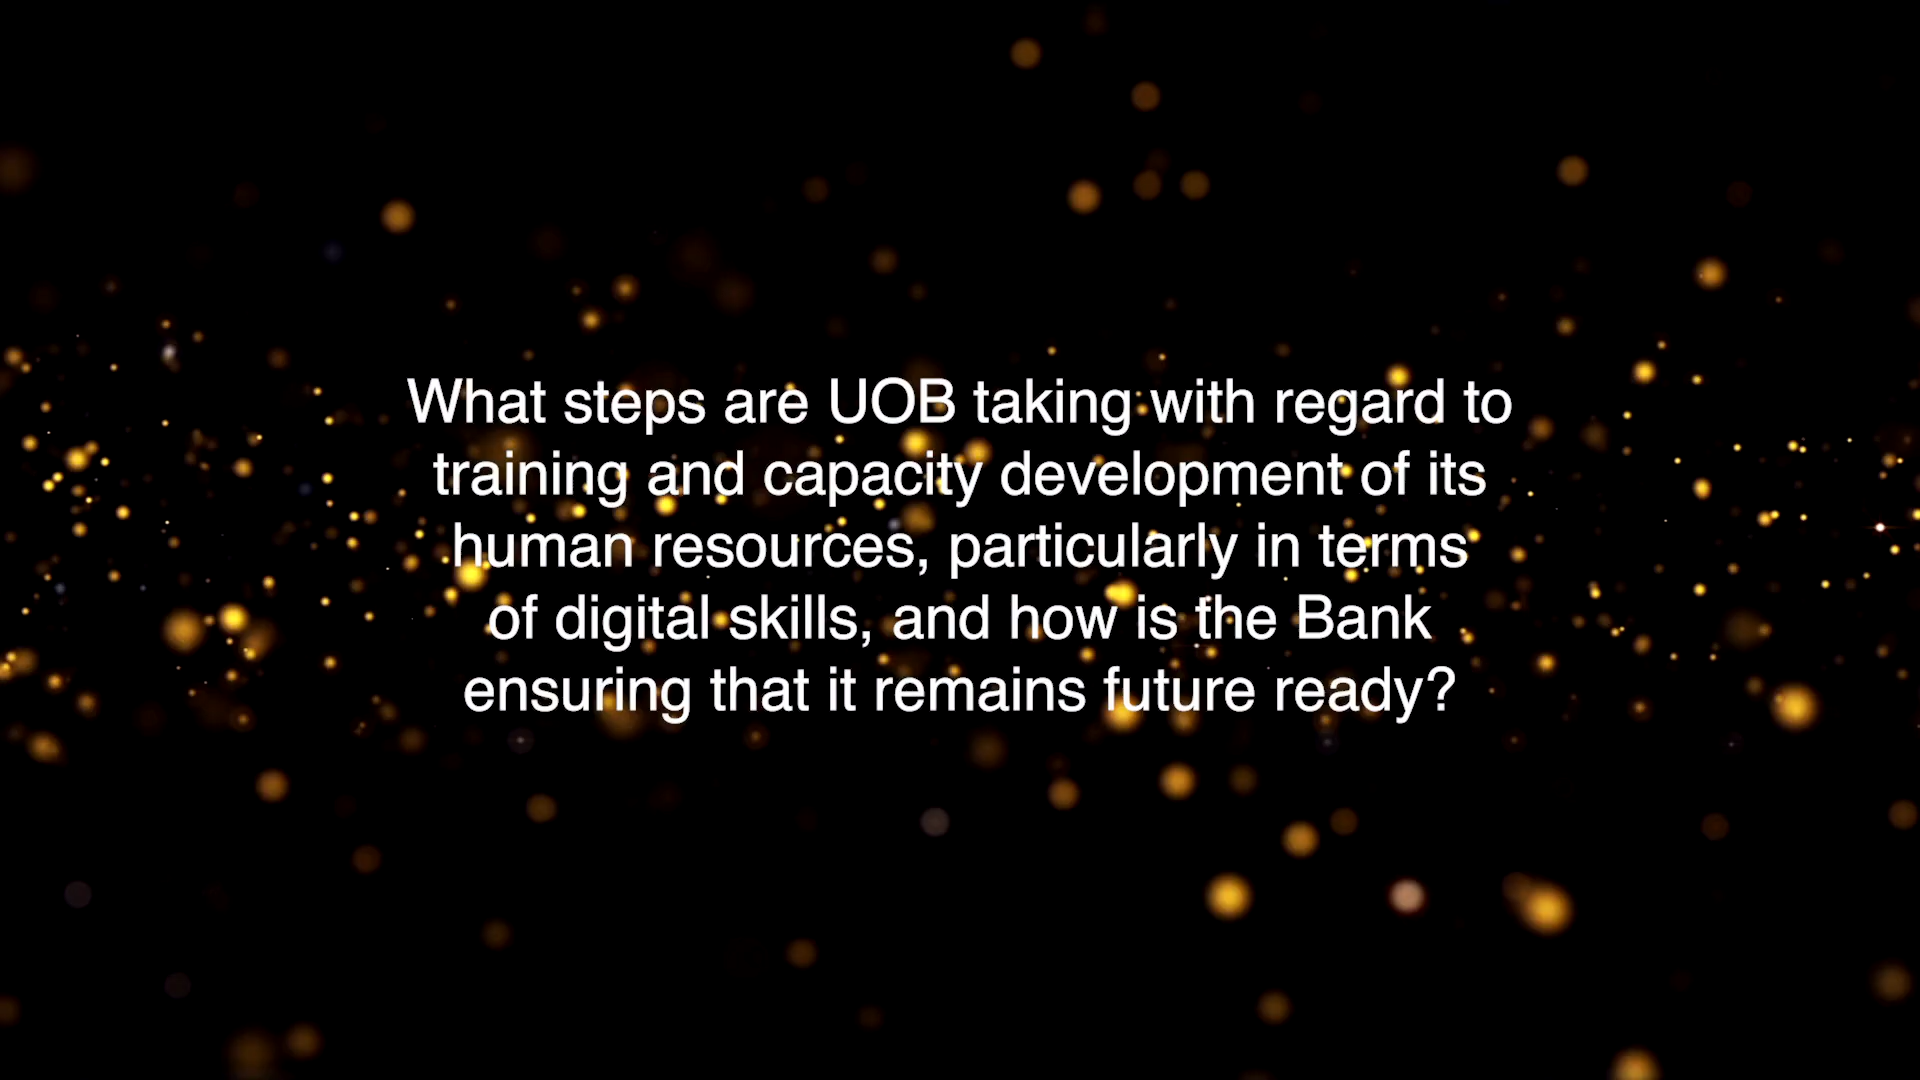 What steps are UOB taking with regard to
training and capacity development of its
human resources, particularly in terms
of digital skills, and how is the Bank
ensuring that it remains future ready?